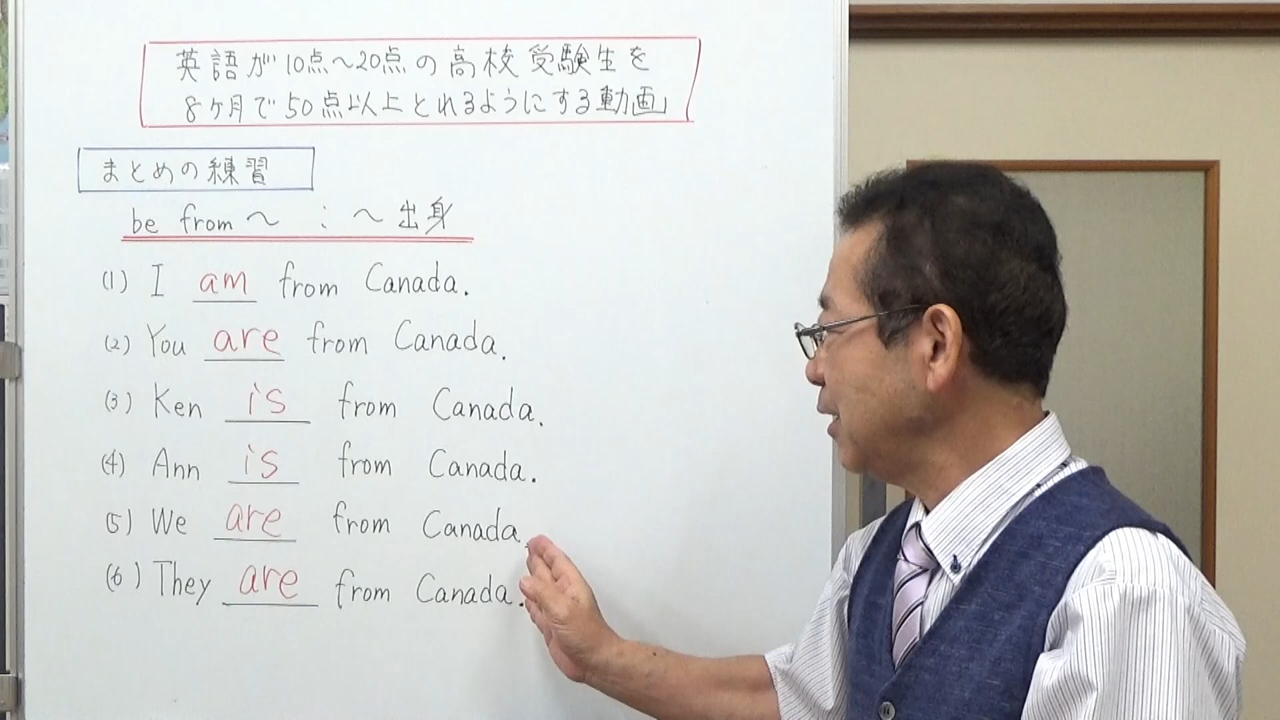 英語が10点〜20点の高校受験生を
8ヶ月で50点以上とれるようにする動画」
まとめの練習
be from 〜 : 〜出身
(1) I am from Canada.
(2) You are from Canada.
(3) Ken is from Canada.
(4) Ann is from Canada.
(5) We are from Canada.
(6) They are from Canada.